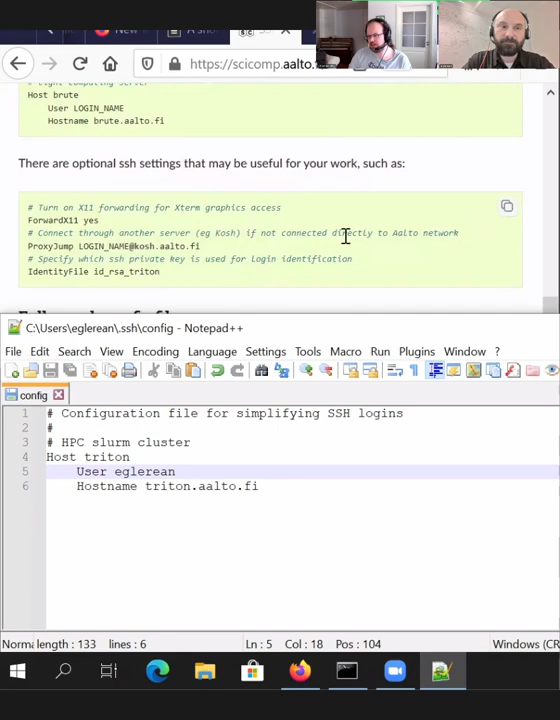 New
A s
https://scicomp.aalto.
Host brute
User LOGIN_NAME
Hostname brute.aalto.fi
There are optional ssh settings that may be useful for your work, such as:
# Turn on X11 forwarding for Xterm graphics access
ForwardX11 yes
# Connect through another server (eg Kosh) if not connected directly to Aalto network
ProxyJump LOGIN_NAME@kosh.aalto.fi
# Specify which ssh private key is used for login identification
IdentityFile id_rsa_triton
C:\Users\eglerean\.ssh\config - Notepad++
File Edit Search View Encoding Language Settings Tools Macro Run Plugins Window ?
config
1 # Configuration file for simplifying SSH logins
2 #
3 # HPC slurm cluster
4 Host triton
5 User eglerean
6 Hostname triton.aalto.fi
Norma length : 133 lines : 6 Ln : 5 Col : 18 Pos : 104 Windows (CR